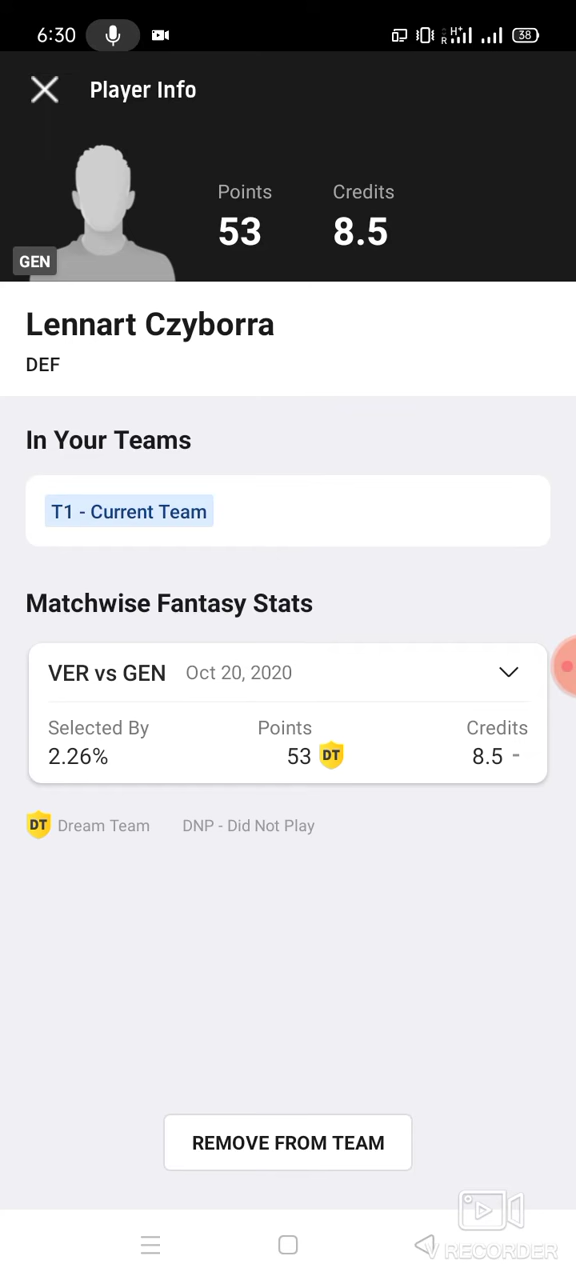 6:30
R H+ 38
Player Info
Points Credits
53 8.5
GEN
Lennart Czyborra
DEF
In Your Teams
T1 - Current Team
Matchwise Fantasy Stats
VER vs GEN Oct 20, 2020
Selected By Points Credits
2.26% 53 DT 8.5 -
DT Dream Team DNP - Did Not Play
REMOVE FROM TEAM
V RECORDER